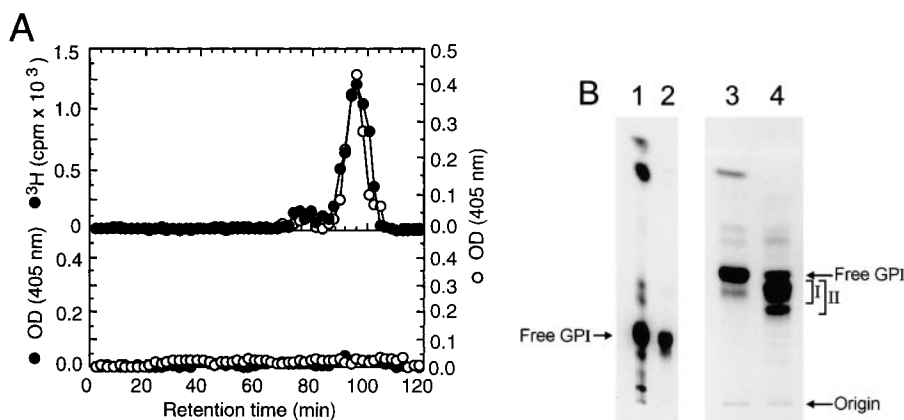 A
1.5
1.0
0.5
0
0.4
0.2
0.0
● ³H (cpm x 10³)
● OD (405 nm)
0.5
0.4
0.3
0.2
0.1
0.0
0.4
0.3
0.2
0.1
0.0
○ OD (405 nm)
0 20 40 60 80 100 120
Retention time (min)
B
1 2 3 4
Free GPI→
←Free GPI
I II
←Origin